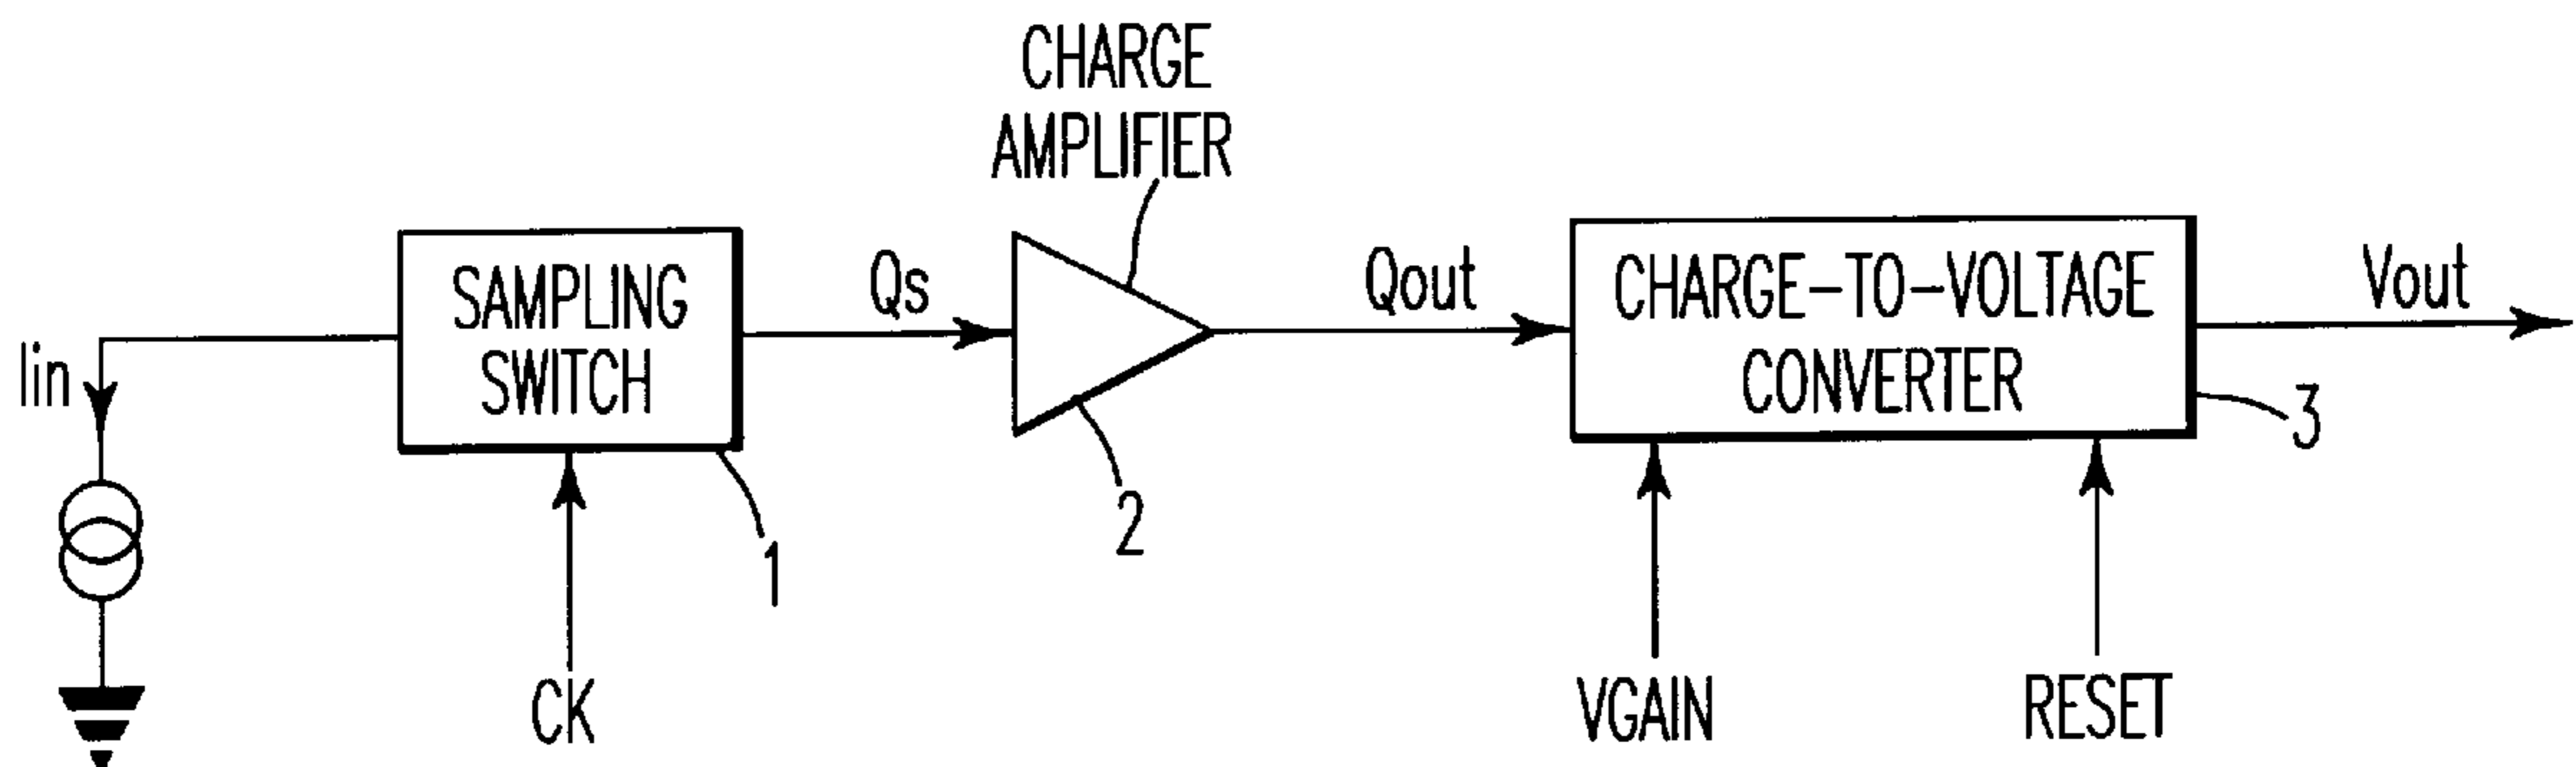 CHARGE
AMPLIFIER
Iin
SAMPLING
SWITCH
Qs
Qout
CHARGE-TO-VOLTAGE
CONVERTER
Vout
1
2
3
CK
VGAIN
RESET